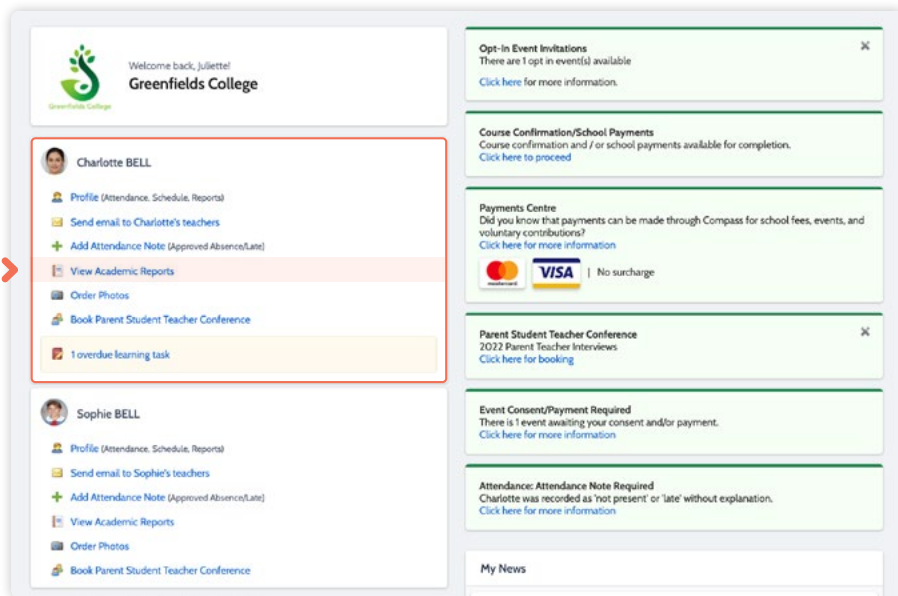 Welcome back, Juliette!
Greenfields College
Greenfields College
Charlotte BELL
Profile (Attendance, Schedule, Reports)
Send email to Charlotte's teachers
Add Attendance Note (Approved Absence/Late)
View Academic Reports
Order Photos
Book Parent Student Teacher Conference
1 overdue learning task
Sophie BELL
Profile (Attendance, Schedule, Reports)
Send email to Sophie's teachers
Add Attendance Note (Approved Absence/Late)
View Academic Reports
Order Photos
Book Parent Student Teacher Conference
Opt-In Event Invitations
There are 1 opt in event(s) available
Click here for more information.
Course Confirmation/School Payments
Course confirmation and / or school payments available for completion.
Click here to proceed
Payments Centre
Did you know that payments can be made through Compass for school fees, events, and
voluntary contributions?
Click here for more information
mastercard VISA | No surcharge
Parent Student Teacher Conference
2022 Parent Teacher Interviews
Click here for booking
Event Consent/Payment Required
There is 1 event awaiting your consent and/or payment.
Click here for more information
Attendance: Attendance Note Required
Charlotte was recorded as 'not present' or 'late' without explanation.
Click here for more information
My News